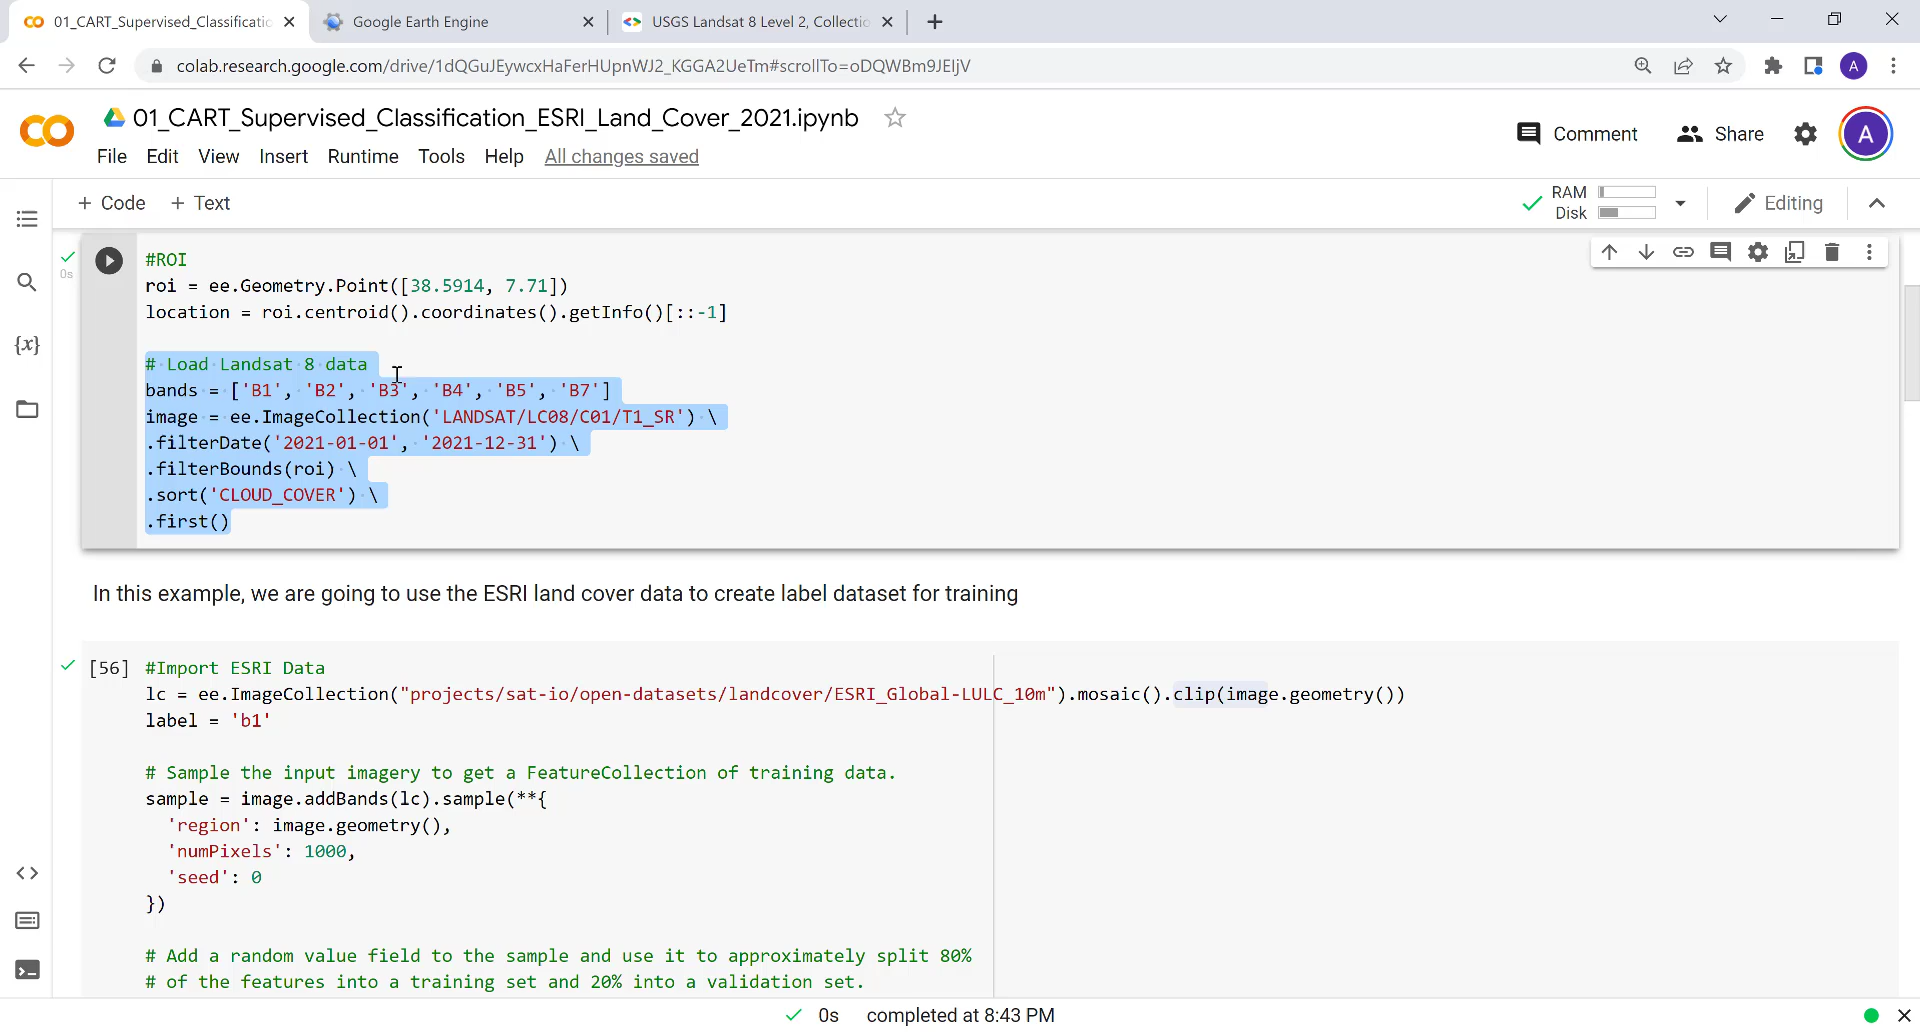 01_CART_Supervised_Classificatio
Google Earth Engine
USGS Landsat 8 Level 2, Collectio
colab.research.google.com/drive/1dQGuJEywcxHaFerHUpnWJ2_KGGA2UeTm#scrollTo=oDQWBm9JEIjV
A
01_CART_Supervised_Classification_ESRI_Land_Cover_2021.ipynb
Comment
Share
A
File Edit View Insert Runtime Tools Help All changes saved
+ Code + Text
RAM
Disk
Editing
0s
#ROI
roi = ee.Geometry.Point([38.5914, 7.71])
location = roi.centroid().coordinates().getInfo()[::-1]
# Load Landsat 8 data
bands = ['B1', 'B2', 'B3', 'B4', 'B5', 'B7']
image = ee.ImageCollection('LANDSAT/LC08/C01/T1_SR') \
.filterDate('2021-01-01', '2021-12-31') \
.filterBounds(roi) \
.sort('CLOUD_COVER') \
.first()
In this example, we are going to use the ESRI land cover data to create label dataset for training
[56]
#Import ESRI Data
lc = ee.ImageCollection("projects/sat-io/open-datasets/landcover/ESRI_Global-LULC_10m").mosaic().clip(image.geometry())
label = 'b1'
# Sample the input imagery to get a FeatureCollection of training data.
sample = image.addBands(lc).sample(**{
'region': image.geometry(),
'numPixels': 1000,
'seed': 0
})
# Add a random value field to the sample and use it to approximately split 80%
# of the features into a training set and 20% into a validation set.
0s completed at 8:43 PM